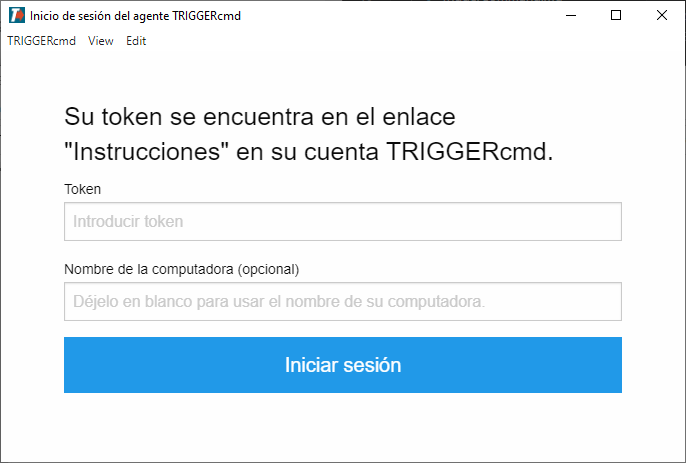 Inicio de sesión del agente TRIGGERcmd
TRIGGERcmd View Edit
Su token se encuentra en el enlace
"Instrucciones" en su cuenta TRIGGERcmd.
Token
Introducir token
Nombre de la computadora (opcional)
Déjelo en blanco para usar el nombre de su computadora.
Iniciar sesión